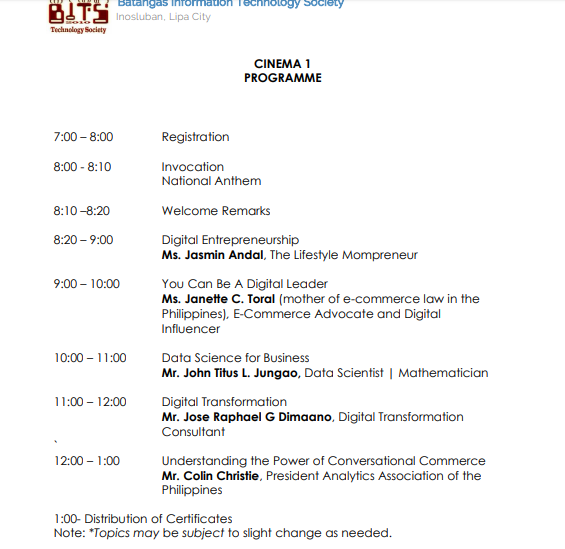 Batangas Information Technology Society
BITS
2010
Technology Society
Inosluban, Lipa City
CINEMA 1
PROGRAMME
7:00 – 8:00 Registration
8:00 - 8:10 Invocation
National Anthem
8:10 –8:20 Welcome Remarks
8:20 – 9:00 Digital Entrepreneurship
Ms. Jasmin Andal, The Lifestyle Mompreneur
9:00 – 10:00 You Can Be A Digital Leader
Ms. Janette C. Toral (mother of e-commerce law in the
Philippines), E-Commerce Advocate and Digital
Influencer
10:00 – 11:00 Data Science for Business
Mr. John Titus L. Jungao, Data Scientist | Mathematician
11:00 – 12:00 Digital Transformation
Mr. Jose Raphael G Dimaano, Digital Transformation
Consultant
`
12:00 – 1:00 Understanding the Power of Conversational Commerce
Mr. Colin Christie, President Analytics Association of the
Philippines
1:00- Distribution of Certificates
Note: *Topics may be subject to slight change as needed.